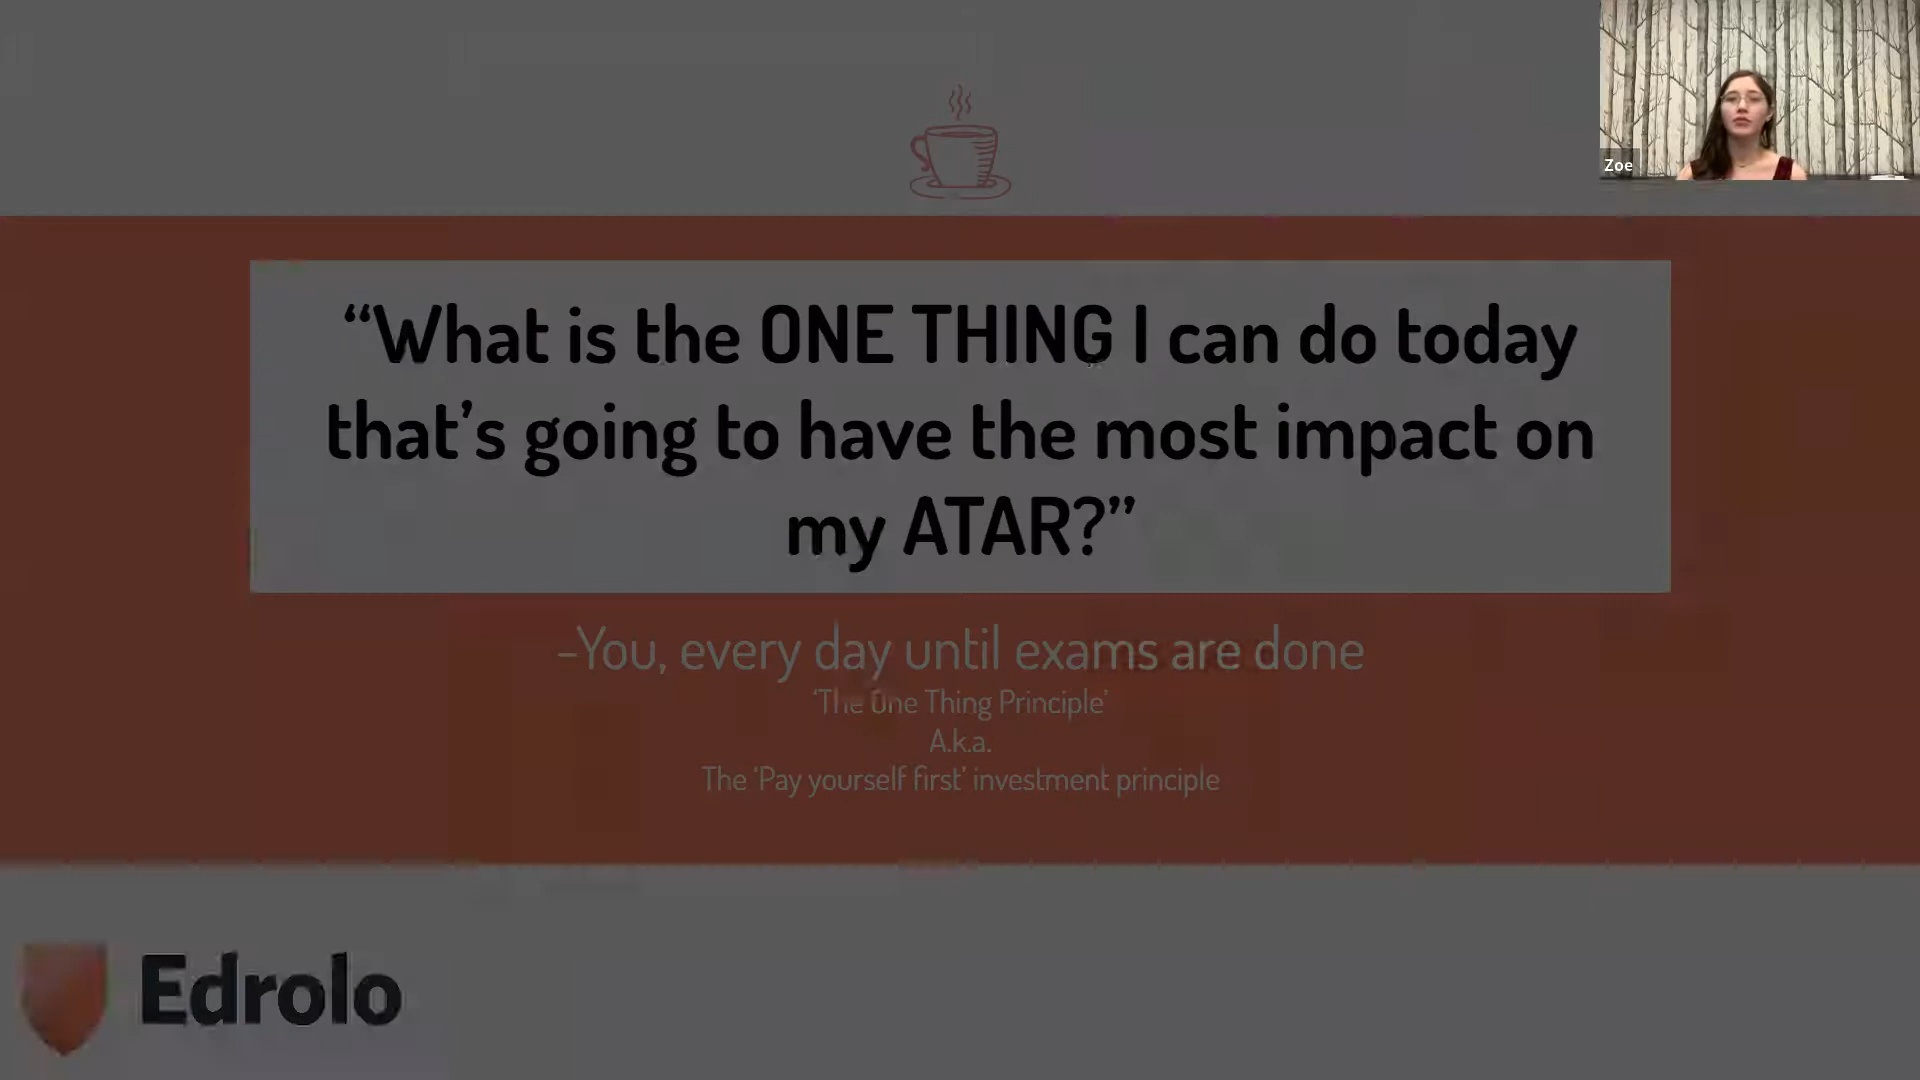 Zoe
“What is the ONE THING I can do today
that’s going to have the most impact on
my ATAR?”
–You, every day until exams are done
‘The One Thing Principle’
A.k.a.
The ‘Pay yourself first’ investment principle
Edrolo